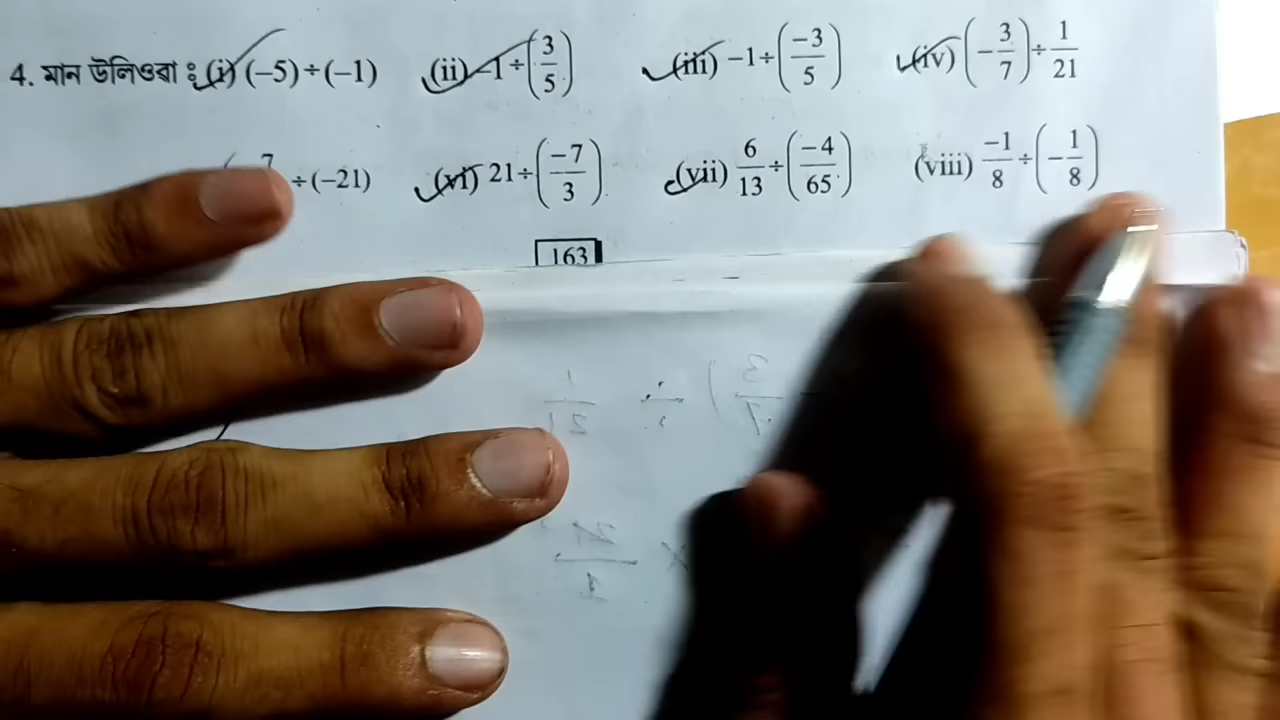 4. মান উলিওৱা ঃ (i) (–5)÷(–1) (ii) –1÷(3/5) (iii) –1÷(–3/5) (iv) (–3/7)÷1/21
7 ÷(–21) (vi) 21÷(–7/3) (vii) 6/13÷(–4/65) (viii) –1/8÷(–1/8)
163